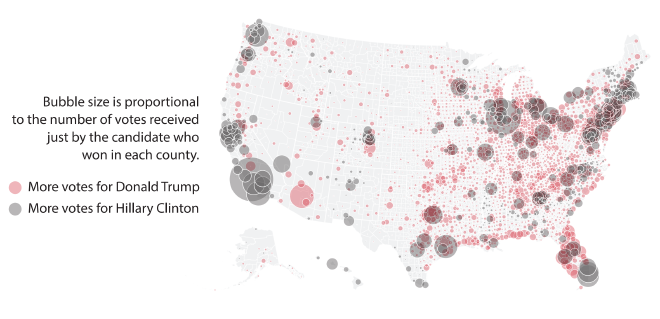 Bubble size is proportional
to the number of votes received
just by the candidate who
won in each county.
More votes for Donald Trump
More votes for Hillary Clinton